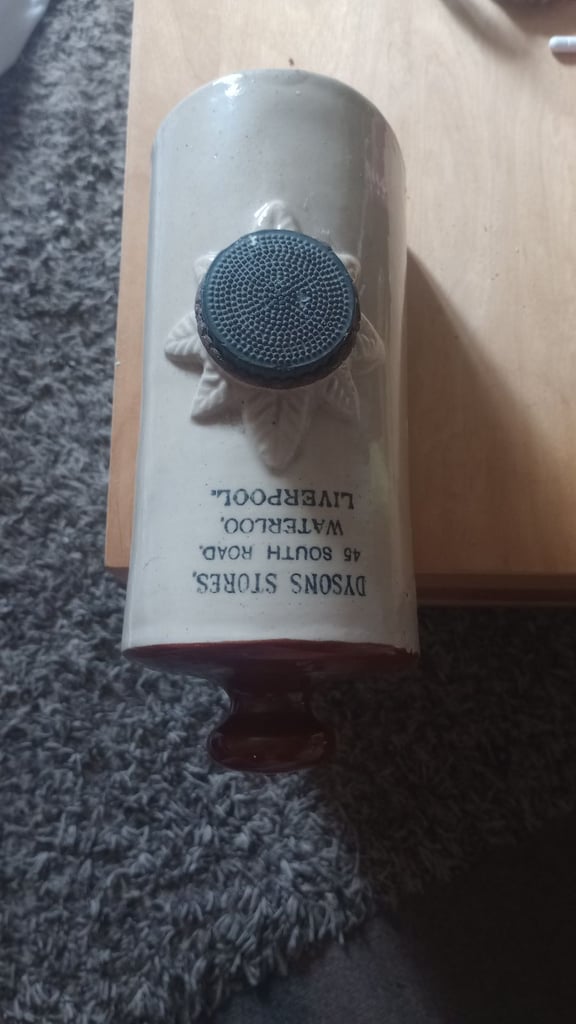 DYSONS STORES,
45 SOUTH ROAD,
WATERLOO,
LIVERPOOL.